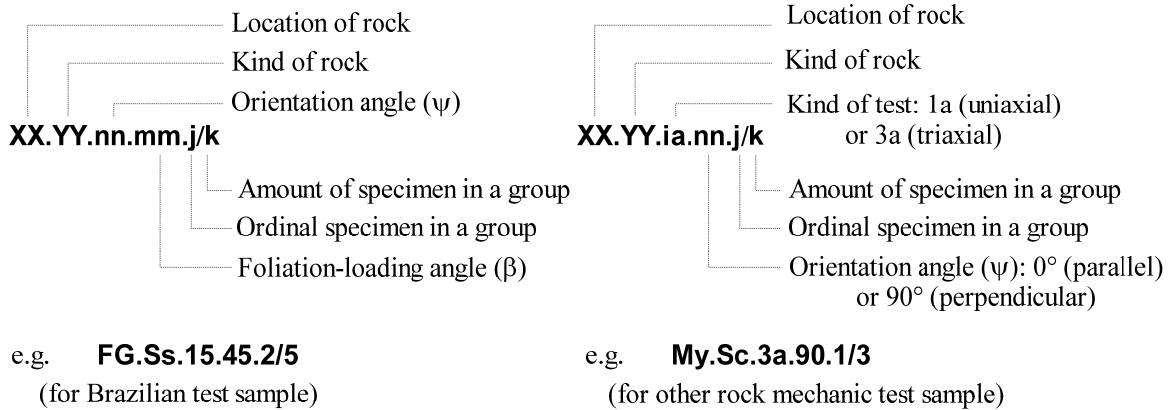 Location of rock
Kind of rock
Orientation angle (ψ)
XX.YY.nn.mm.j/k
Amount of specimen in a group
Ordinal specimen in a group
Foliation-loading angle (β)
e.g. FG.Ss.15.45.2/5
(for Brazilian test sample)
Location of rock
Kind of rock
Kind of test: 1a (uniaxial)
or 3a (triaxial)
XX.YY.ia.nn.j/k
Amount of specimen in a group
Ordinal specimen in a group
Orientation angle (ψ): 0° (parallel)
or 90° (perpendicular)
e.g. My.Sc.3a.90.1/3
(for other rock mechanic test sample)